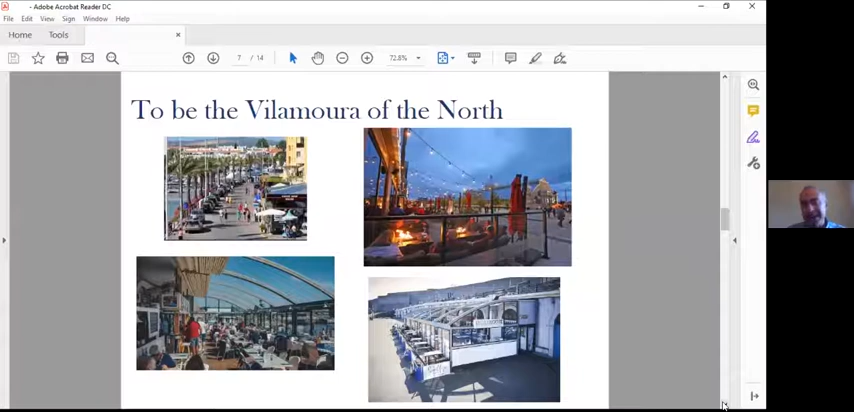 - Adobe Acrobat Reader DC
File Edit View Sign Window Help
Home Tools
7 / 14 72.8%
To be the Vilamoura of the North